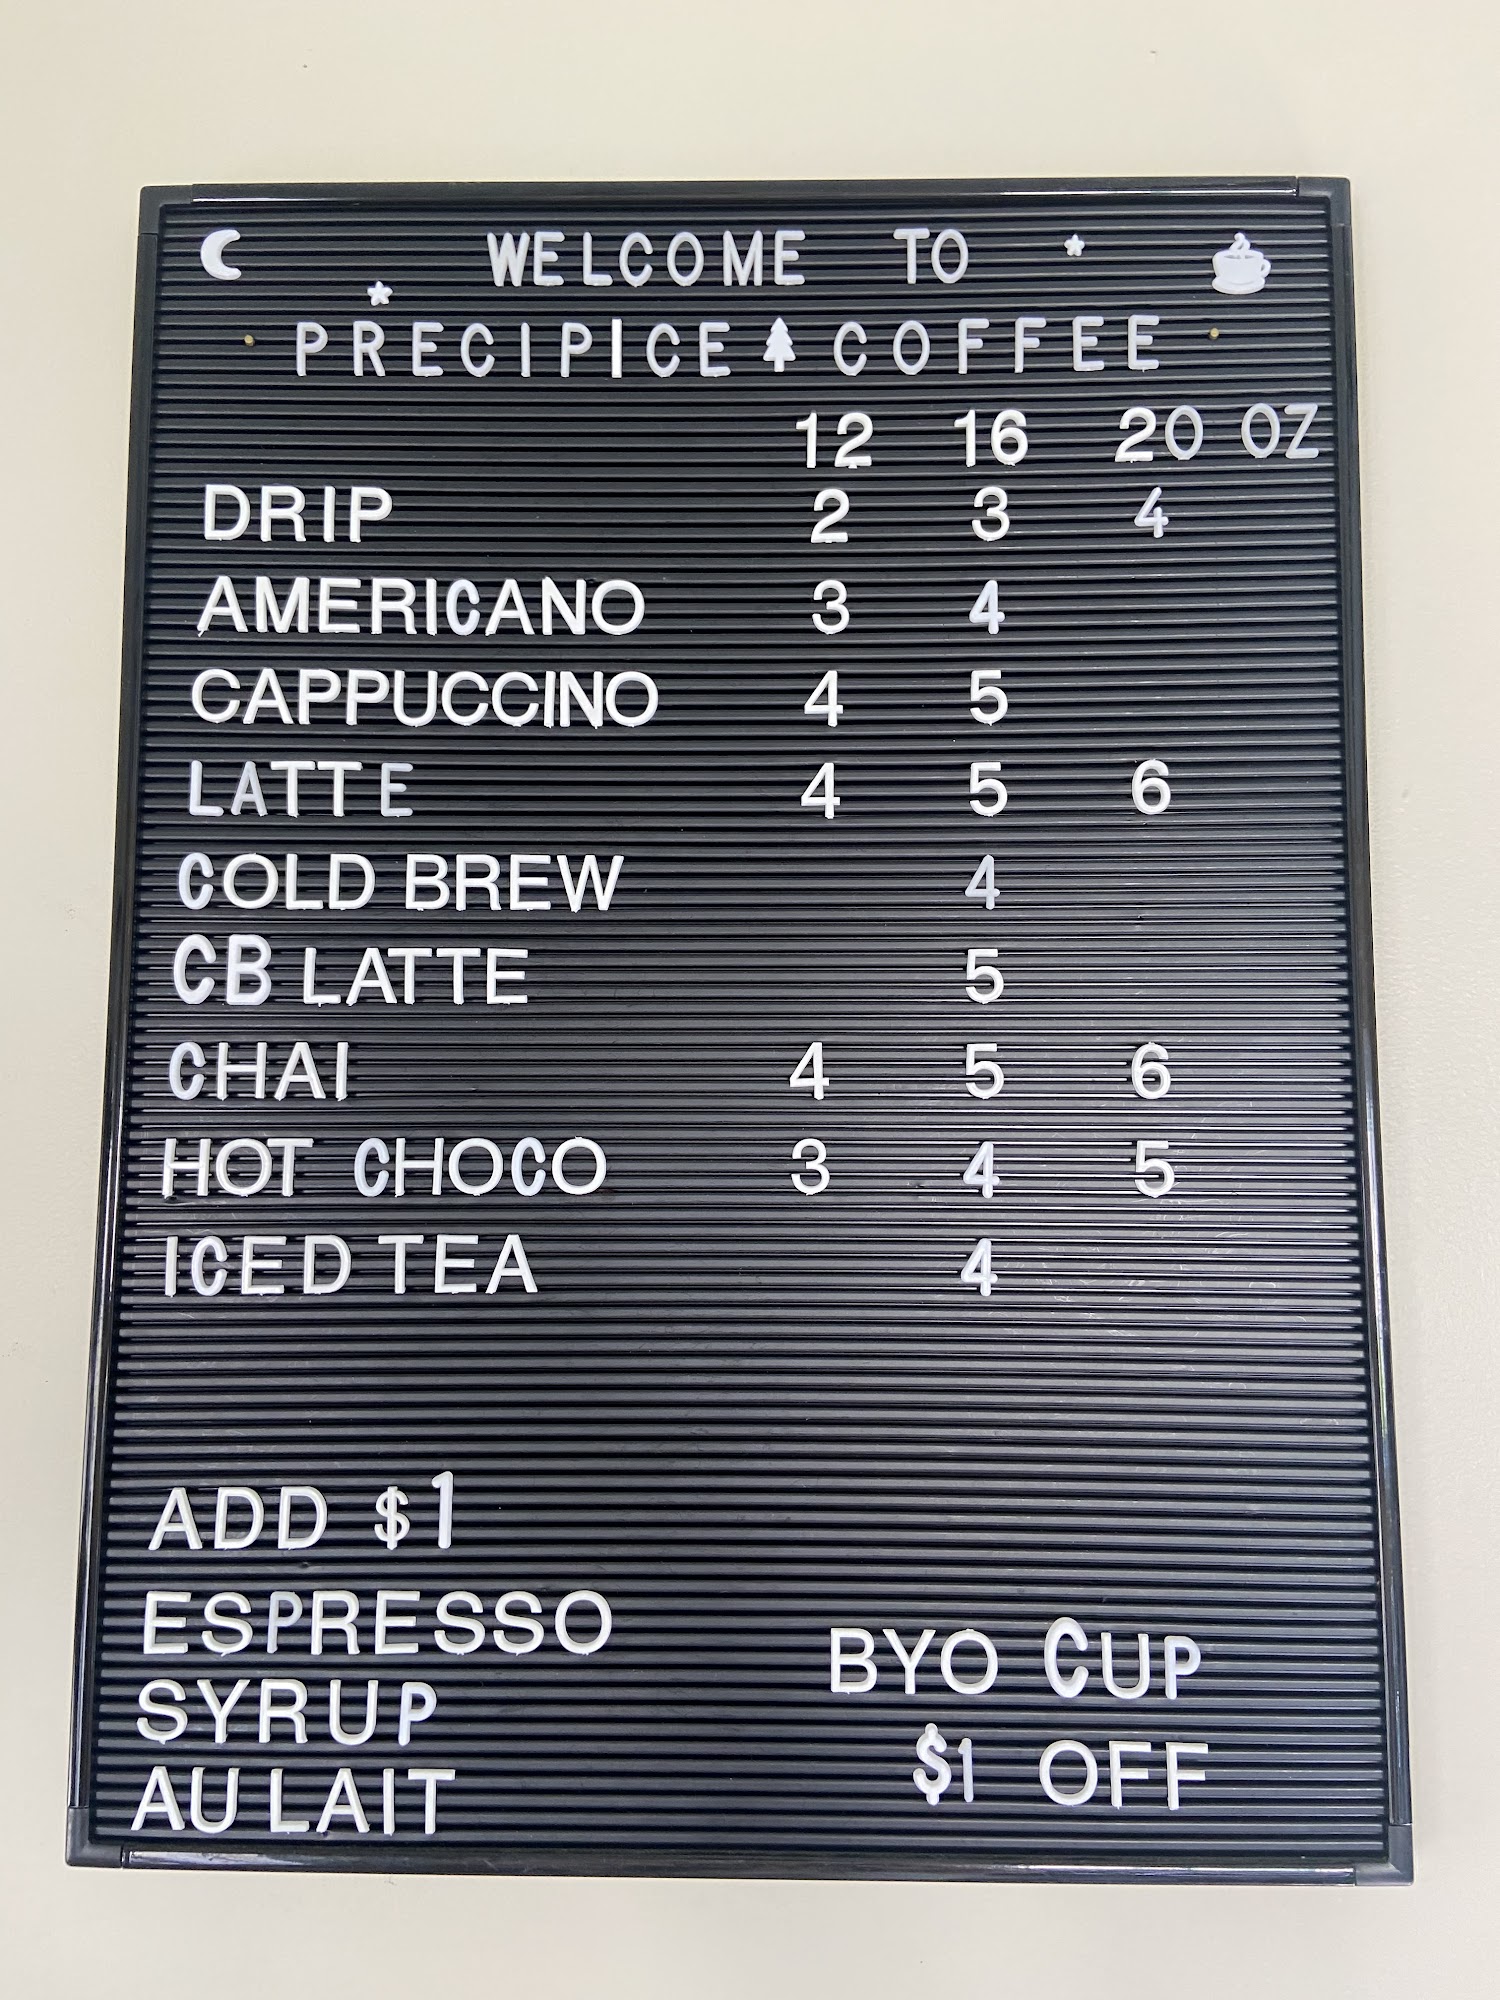 WELCOME TO
PRECIPICE COFFEE
12 16 20 OZ
DRIP 2 3 4
AMERICANO 3 4
CAPPUCCINO 4 5
LATTE 4 5 6
COLD BREW 4
CB LATTE 5
CHAI 4 5 6
HOT CHOCO 3 4 5
ICED TEA 4
ADD $1
ESPRESSO
SYRUP
AU LAIT
BYO CUP
$1 OFF